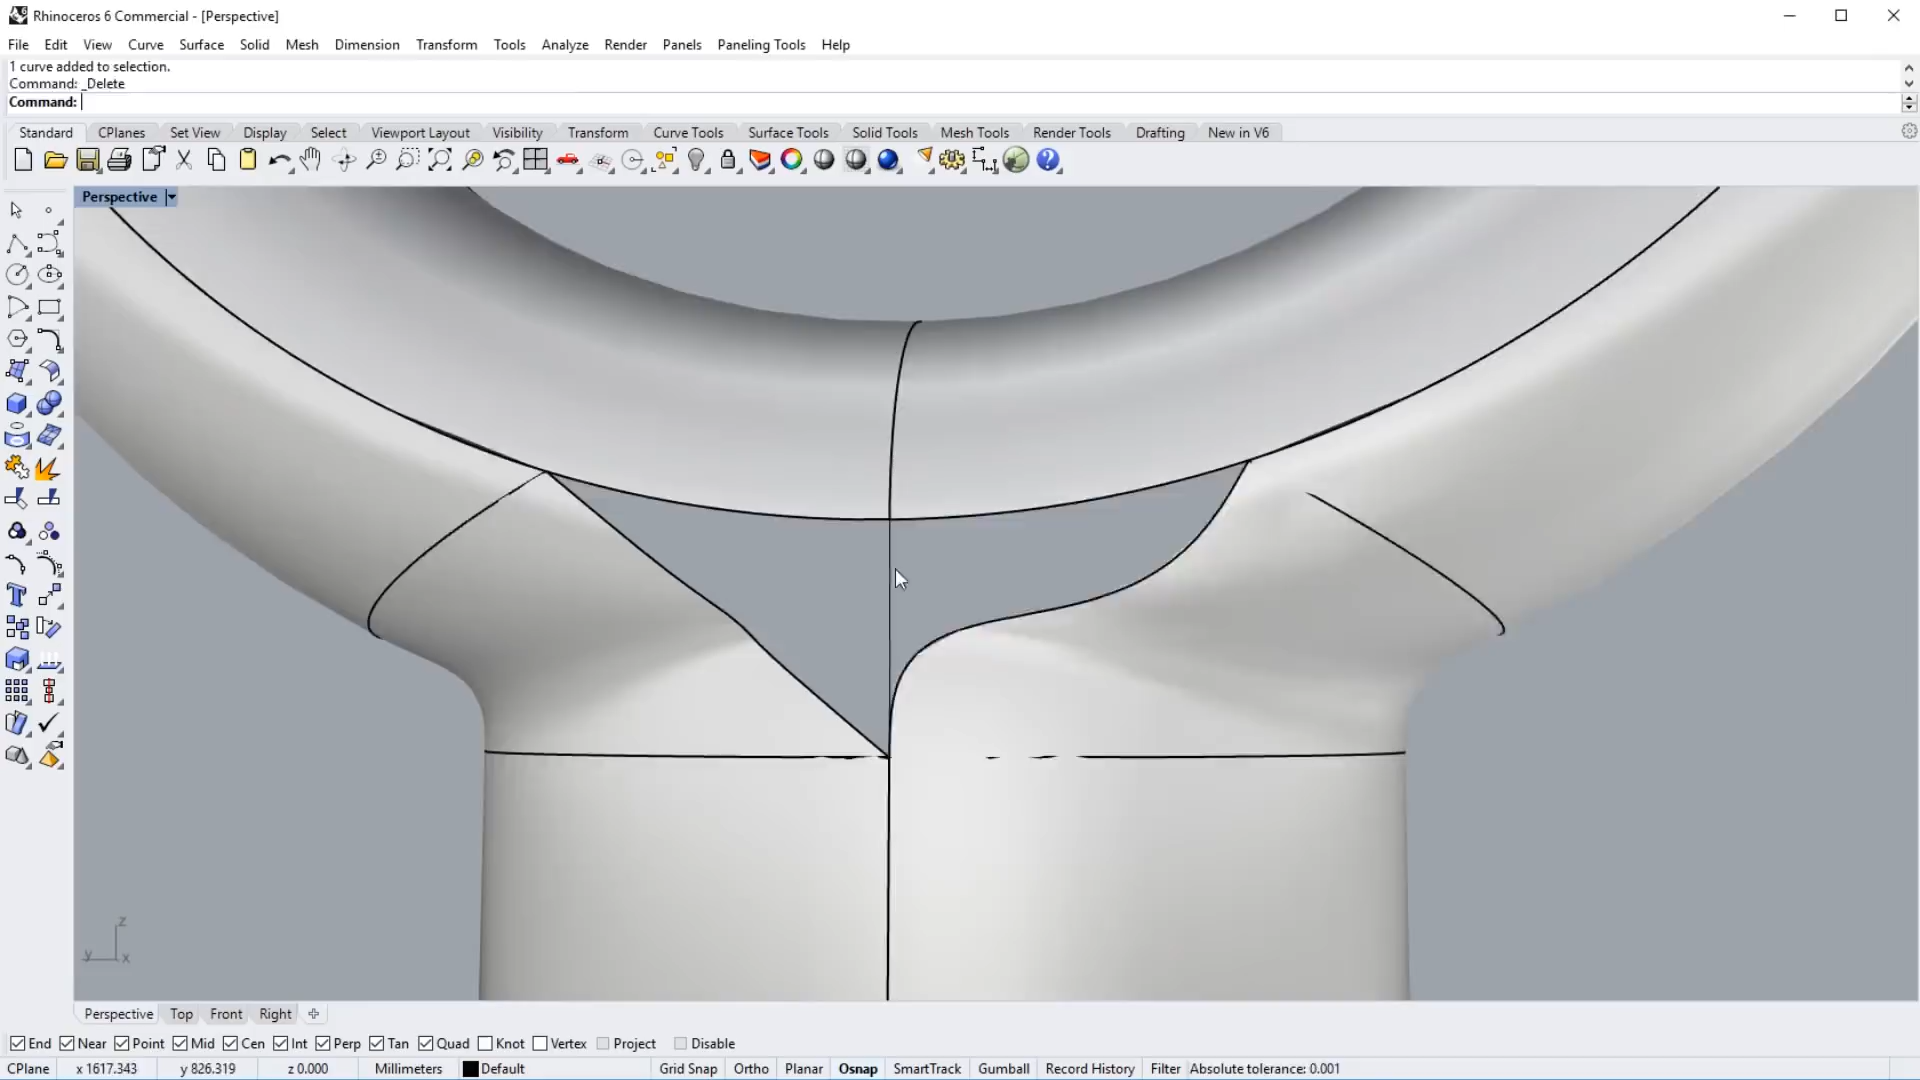 Rhinoceros 6 Commercial - [Perspective]
File Edit View Curve Surface Solid Mesh Dimension Transform Tools Analyze Render Panels Paneling Tools Help
1 curve added to selection.
Command: _Delete
Command:
Standard CPlanes Set View Display Select Viewport Layout Visibility Transform Curve Tools Surface Tools Solid Tools Mesh Tools Render Tools Drafting New in V6
Perspective
z
y x
Perspective Top Front Right
End Near Point Mid Cen Int Perp Tan Quad Knot Vertex Project Disable
CPlane x 1617.343 y 826.319 z 0.000 Millimeters Default Grid Snap Ortho Planar Osnap SmartTrack Gumball Record History Filter Absolute tolerance: 0.001